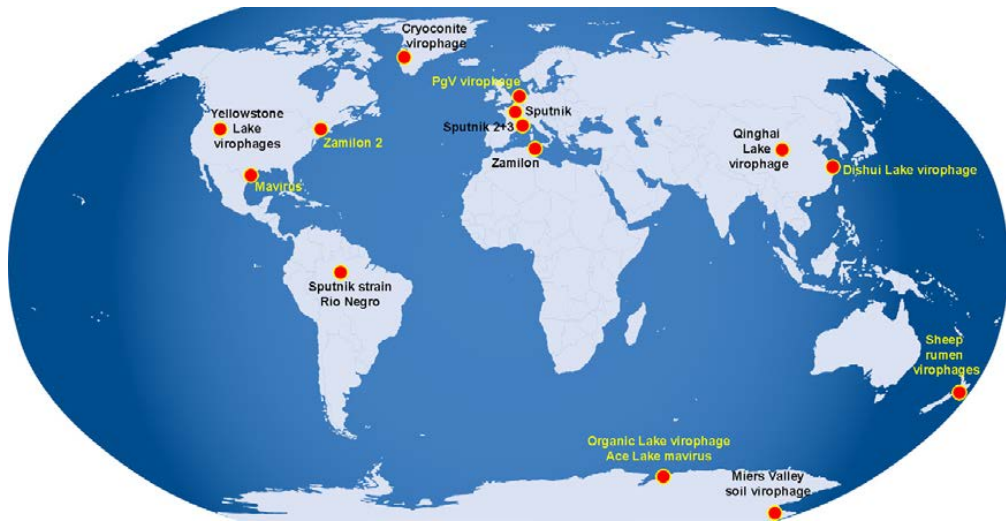 Cryoconite
virophage
PgV virophage
Sputnik
Sputnik 2+3
Zamilon
Yellowstone
Lake
virophages
Zamilon 2
Mavirus
Qinghai
Lake
virophage
Dishui Lake virophage
Sputnik strain
Rio Negro
Sheep
rumen
virophages
Organic Lake virophage
Ace Lake mavirus
Miers Valley
soil virophage